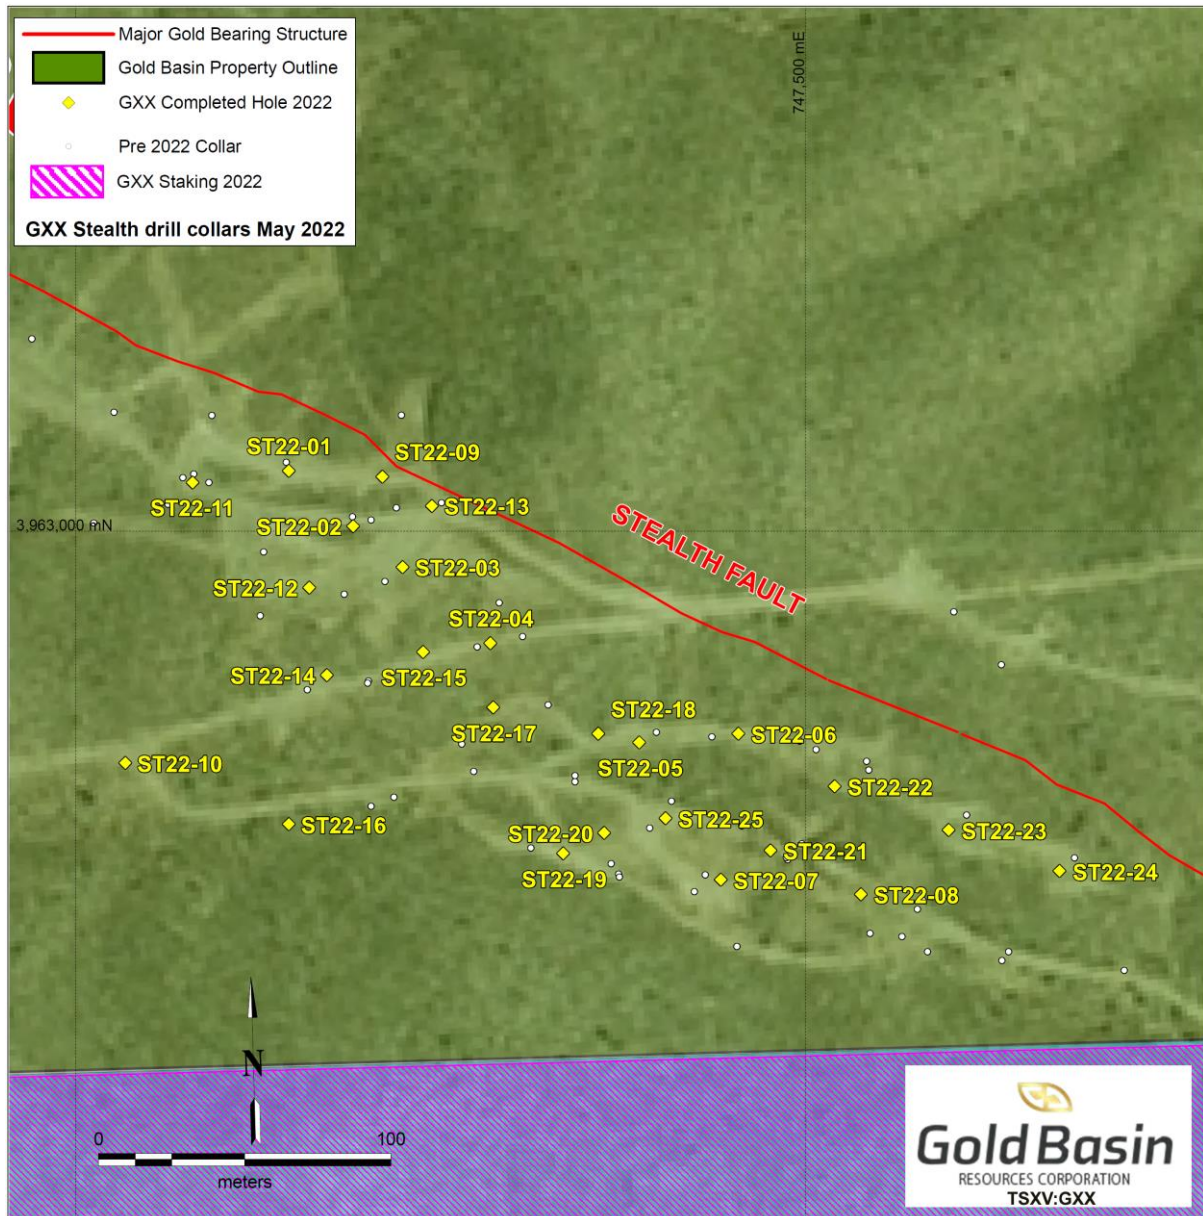 Major Gold Bearing Structure
Gold Basin Property Outline
GXX Completed Hole 2022
Pre 2022 Collar
GXX Staking 2022
GXX Stealth drill collars May 2022
747,500 mE
ST22-01
ST22-09
ST22-11
ST22-13
ST22-02
3,963,000 mN
STEALTH FAULT
ST22-03
ST22-12
ST22-04
ST22-14
ST22-15
ST22-17
ST22-18
ST22-06
ST22-05
ST22-10
ST22-22
ST22-16
ST22-25
ST22-20
ST22-23
ST22-21
ST22-19
ST22-07
ST22-24
ST22-08
N
0 100
meters
Gold Basin
RESOURCES CORPORATION
TSXV:GXX